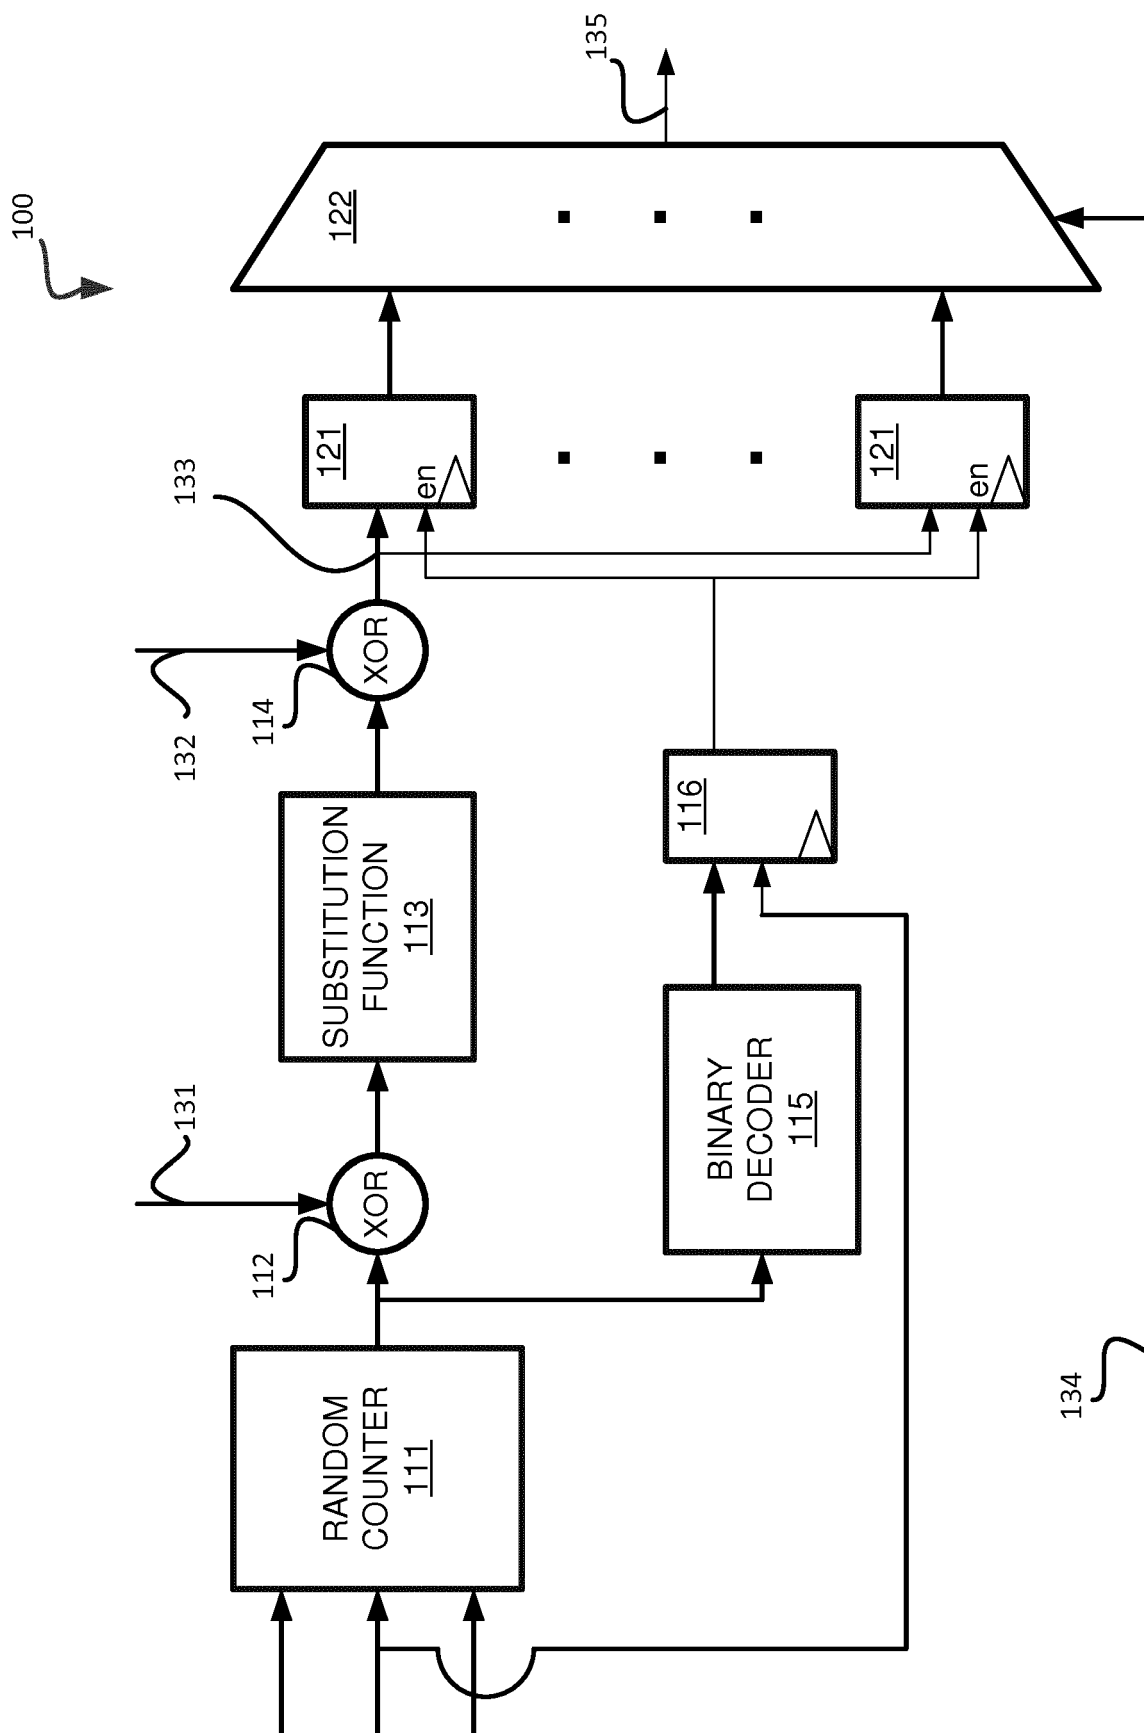 100
RANDOM
COUNTER
111
112
XOR
131
SUBSTITUTION
FUNCTION
113
114
XOR
132
133
121
en
122
135
BINARY
DECODER
115
116
121
en
134